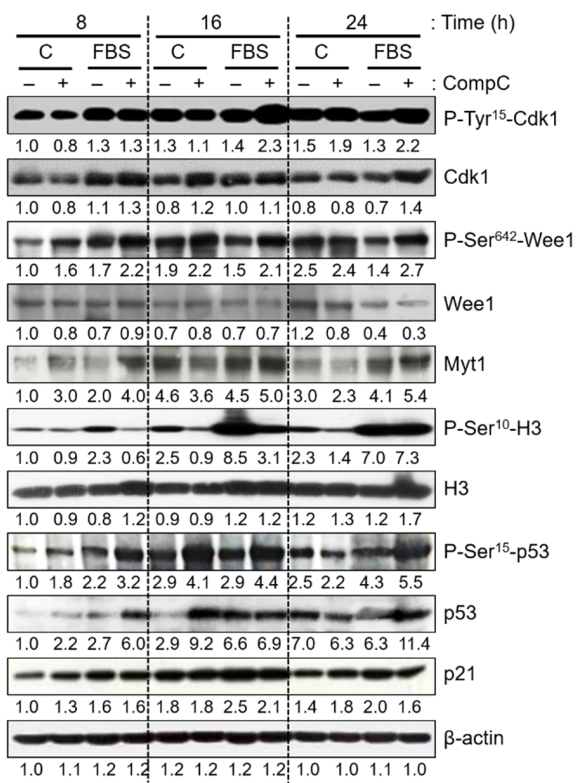 8 16 24 : Time (h)
C FBS C FBS C FBS
– + – + – + – + – + – + : CompC
P-Tyr15-Cdk1
1.0 0.8 1.3 1.3 1.3 1.1 1.4 2.3 1.5 1.9 1.3 2.2
Cdk1
1.0 0.8 1.1 1.3 0.8 1.2 1.0 1.1 0.8 0.8 0.7 1.4
P-Ser642-Wee1
1.0 1.6 1.7 2.2 1.9 2.2 1.5 2.1 2.5 2.4 1.4 2.7
Wee1
1.0 0.8 0.7 0.9 0.7 0.8 0.7 0.7 1.2 0.8 0.4 0.3
Myt1
1.0 3.0 2.0 4.0 4.6 3.6 4.5 5.0 3.0 2.3 4.1 5.4
P-Ser10-H3
1.0 0.9 2.3 0.6 2.5 0.9 8.5 3.1 2.3 1.4 7.0 7.3
H3
1.0 0.9 0.8 1.2 0.9 0.9 1.2 1.2 1.2 1.3 1.2 1.7
P-Ser15-p53
1.0 1.8 2.2 3.2 2.9 4.1 2.9 4.4 2.5 2.2 4.3 5.5
p53
1.0 2.2 2.7 6.0 2.9 9.2 6.6 6.9 7.0 6.3 6.3 11.4
p21
1.0 1.3 1.6 1.6 1.8 1.8 2.5 2.1 1.4 1.8 2.0 1.6
β-actin
1.0 1.1 1.2 1.2 1.2 1.2 1.2 1.2 1.0 1.0 1.1 1.0